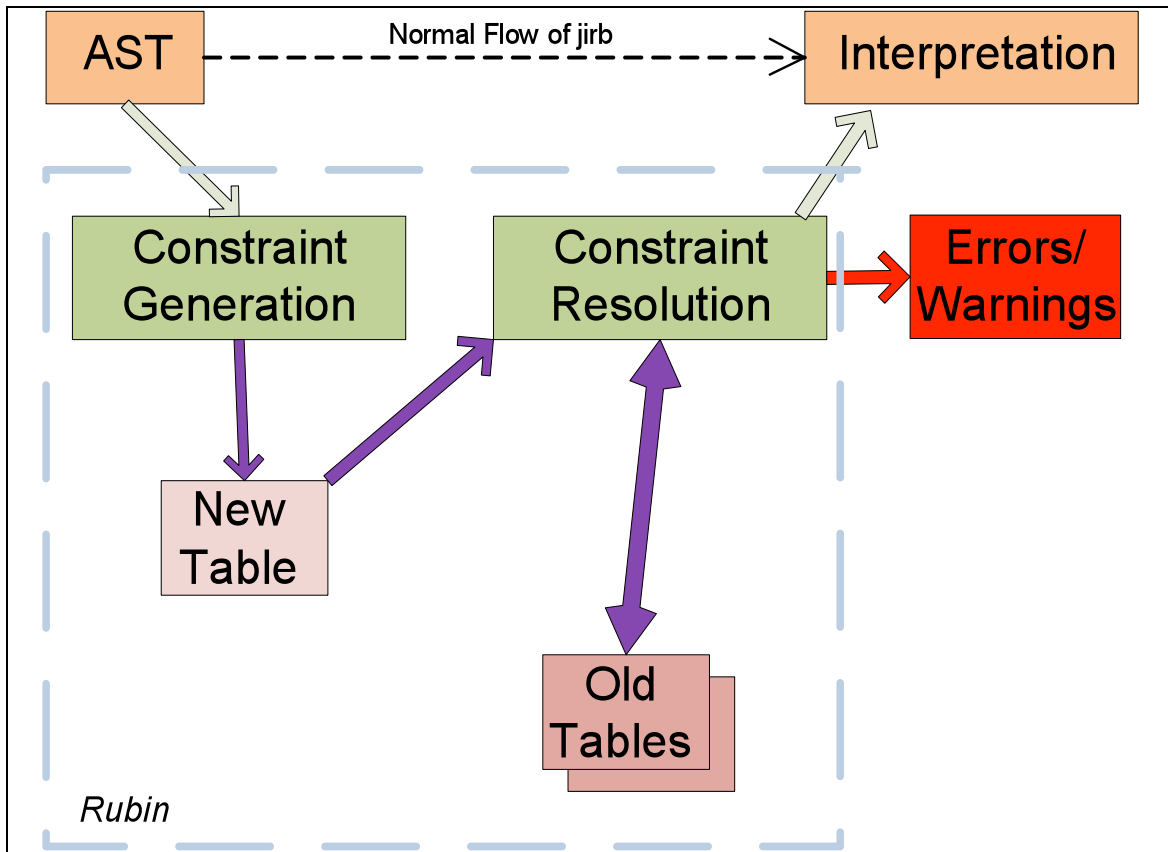 Normal Flow of jirb
AST
Interpretation
Constraint
Generation
Constraint
Resolution
Errors/
Warnings
New
Table
Old
Tables
Rubin